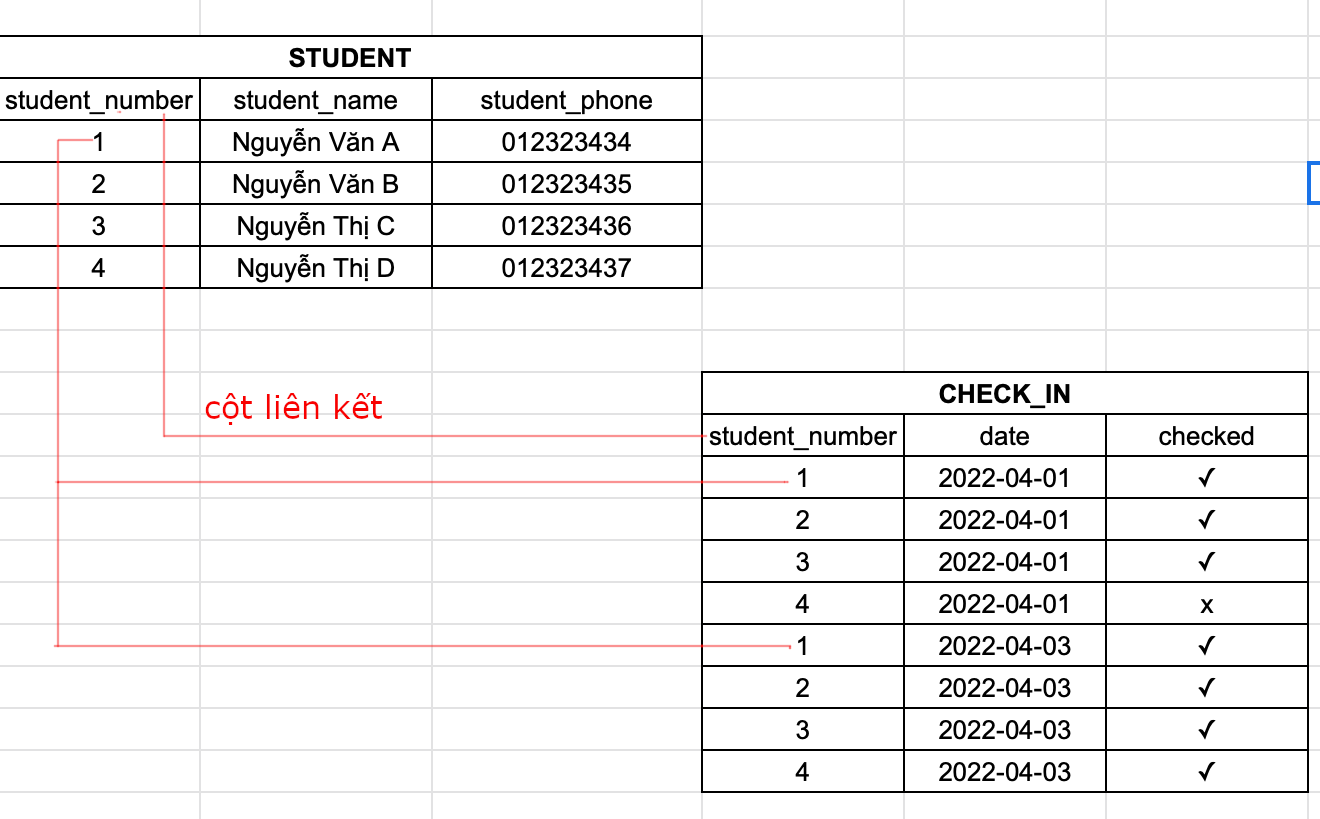 STUDENT
student_number student_name student_phone
1 Nguyễn Văn A 012323434
2 Nguyễn Văn B 012323435
3 Nguyễn Thị C 012323436
4 Nguyễn Thị D 012323437
cột liên kết
CHECK_IN
student_number date checked
1 2022-04-01 ✓
2 2022-04-01 ✓
3 2022-04-01 ✓
4 2022-04-01 x
1 2022-04-03 ✓
2 2022-04-03 ✓
3 2022-04-03 ✓
4 2022-04-03 ✓